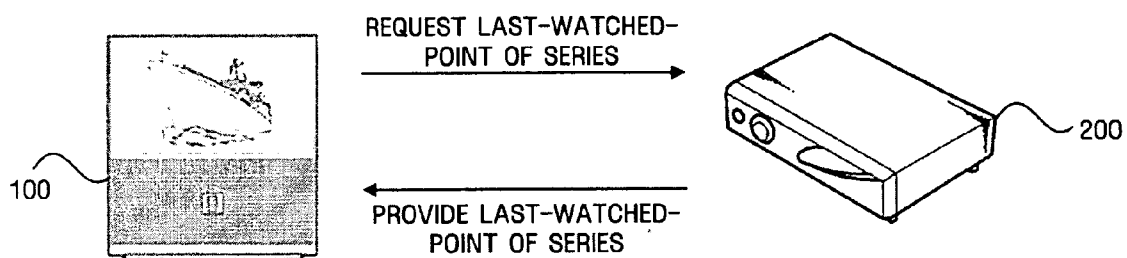 REQUEST LAST-WATCHED-
POINT OF SERIES
100
200
PROVIDE LAST-WATCHED-
POINT OF SERIES